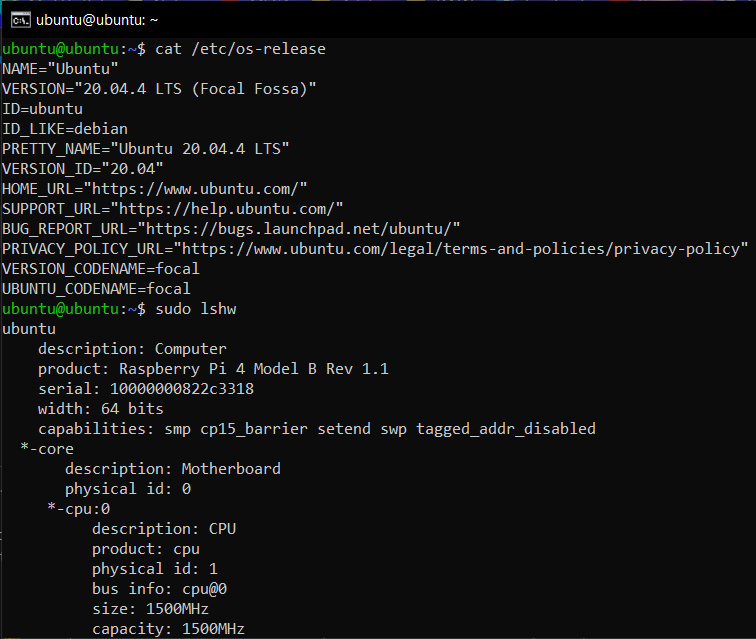 ubuntu@ubuntu: ~
ubuntu@ubuntu:~$ cat /etc/os-release
NAME="Ubuntu"
VERSION="20.04.4 LTS (Focal Fossa)"
ID=ubuntu
ID_LIKE=debian
PRETTY_NAME="Ubuntu 20.04.4 LTS"
VERSION_ID="20.04"
HOME_URL="https://www.ubuntu.com/"
SUPPORT_URL="https://help.ubuntu.com/"
BUG_REPORT_URL="https://bugs.launchpad.net/ubuntu/"
PRIVACY_POLICY_URL="https://www.ubuntu.com/legal/terms-and-policies/privacy-policy"
VERSION_CODENAME=focal
UBUNTU_CODENAME=focal
ubuntu@ubuntu:~$ sudo lshw
ubuntu
    description: Computer
    product: Raspberry Pi 4 Model B Rev 1.1
    serial: 10000000822c3318
    width: 64 bits
    capabilities: smp cp15_barrier setend swp tagged_addr_disabled
  *-core
       description: Motherboard
       physical id: 0
     *-cpu:0
          description: CPU
          product: cpu
          physical id: 1
          bus info: cpu@0
          size: 1500MHz
          capacity: 1500MHz